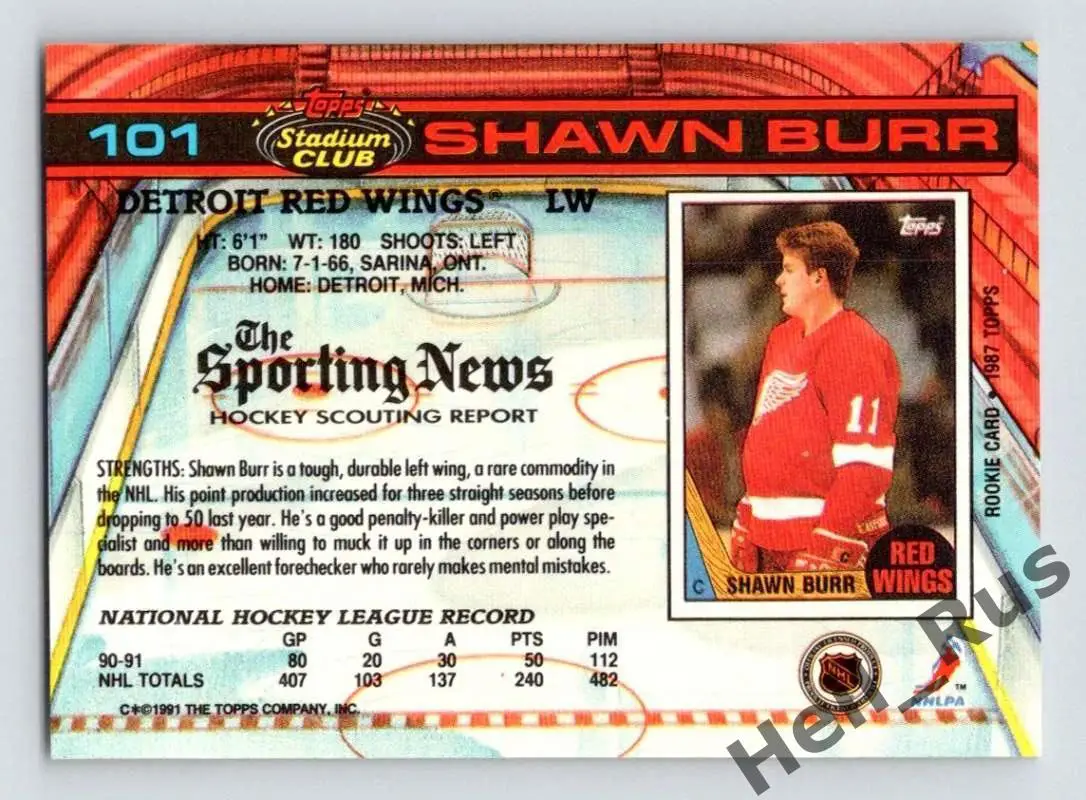 101
Topps
Stadium
CLUB
SHAWN BURR
DETROIT RED WINGS® LW
HT: 6'1" WT: 180 SHOOTS: LEFT
BORN: 7-1-66, SARINA, ONT.
HOME: DETROIT, MICH.
The
Sporting News
HOCKEY SCOUTING REPORT
STRENGTHS: Shawn Burr is a tough, durable left wing, a rare commodity in
the NHL. His point production increased for three straight seasons before
dropping to 50 last year. He's a good penalty-killer and power play spe-
cialist and more than willing to muck it up in the corners or along the
boards. He's an excellent forechecker who rarely makes mental mistakes.
NATIONAL HOCKEY LEAGUE RECORD
GP G A PTS PIM
90-91 80 20 30 50 112
NHL TOTALS 407 103 137 240 482
C*©1991 THE TOPPS COMPANY, INC.
Topps
11
C
SHAWN BURR
RED
WINGS
ROOKIE CARD • 1987 TOPPS
NHL
NHLPA
™
Hell_Rus